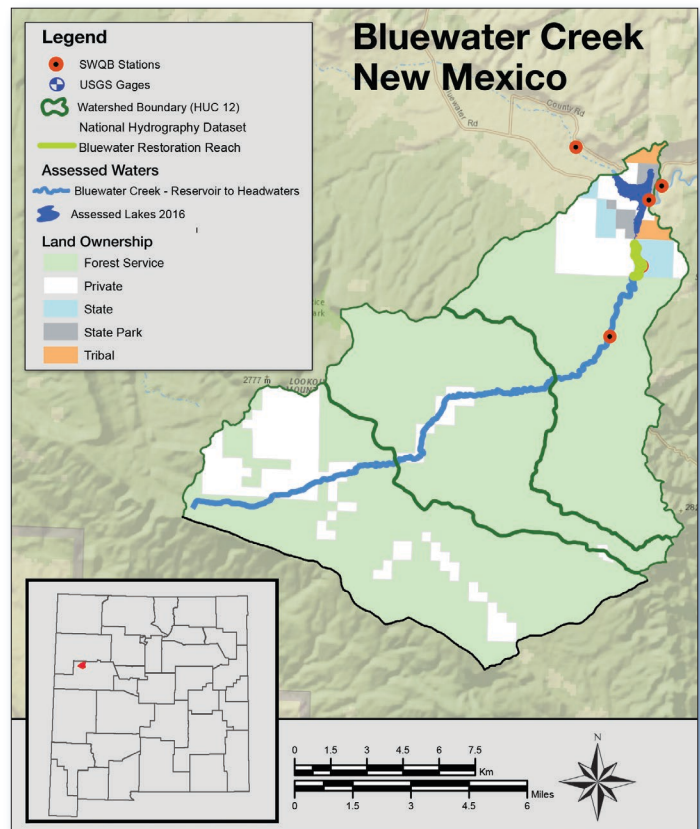 Bluewater Creek
New Mexico
Legend
SWQB Stations
USGS Gages
Watershed Boundary (HUC 12)
National Hydrography Dataset
Bluewater Restoration Reach
Assessed Waters
Bluewater Creek - Reservoir to Headwaters
Assessed Lakes 2016
Land Ownership
Forest Service
Private
State
State Park
Tribal
County Rd
Rd
2777 m
N
0 1.5 3 4.5 6 7.5
Km
Miles
0 1.5 3 4.5 6